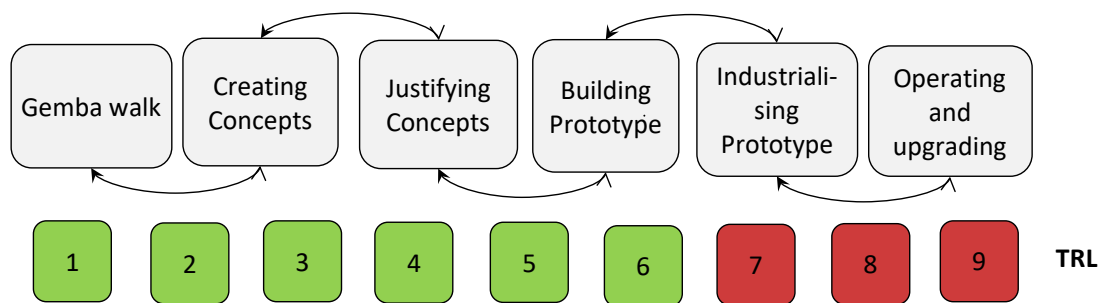 Gemba walk
Creating
Concepts
Justifying
Concepts
Building
Prototype
Industriali-
sing
Prototype
Operating
and
upgrading
1 2 3 4 5 6 7 8 9 TRL